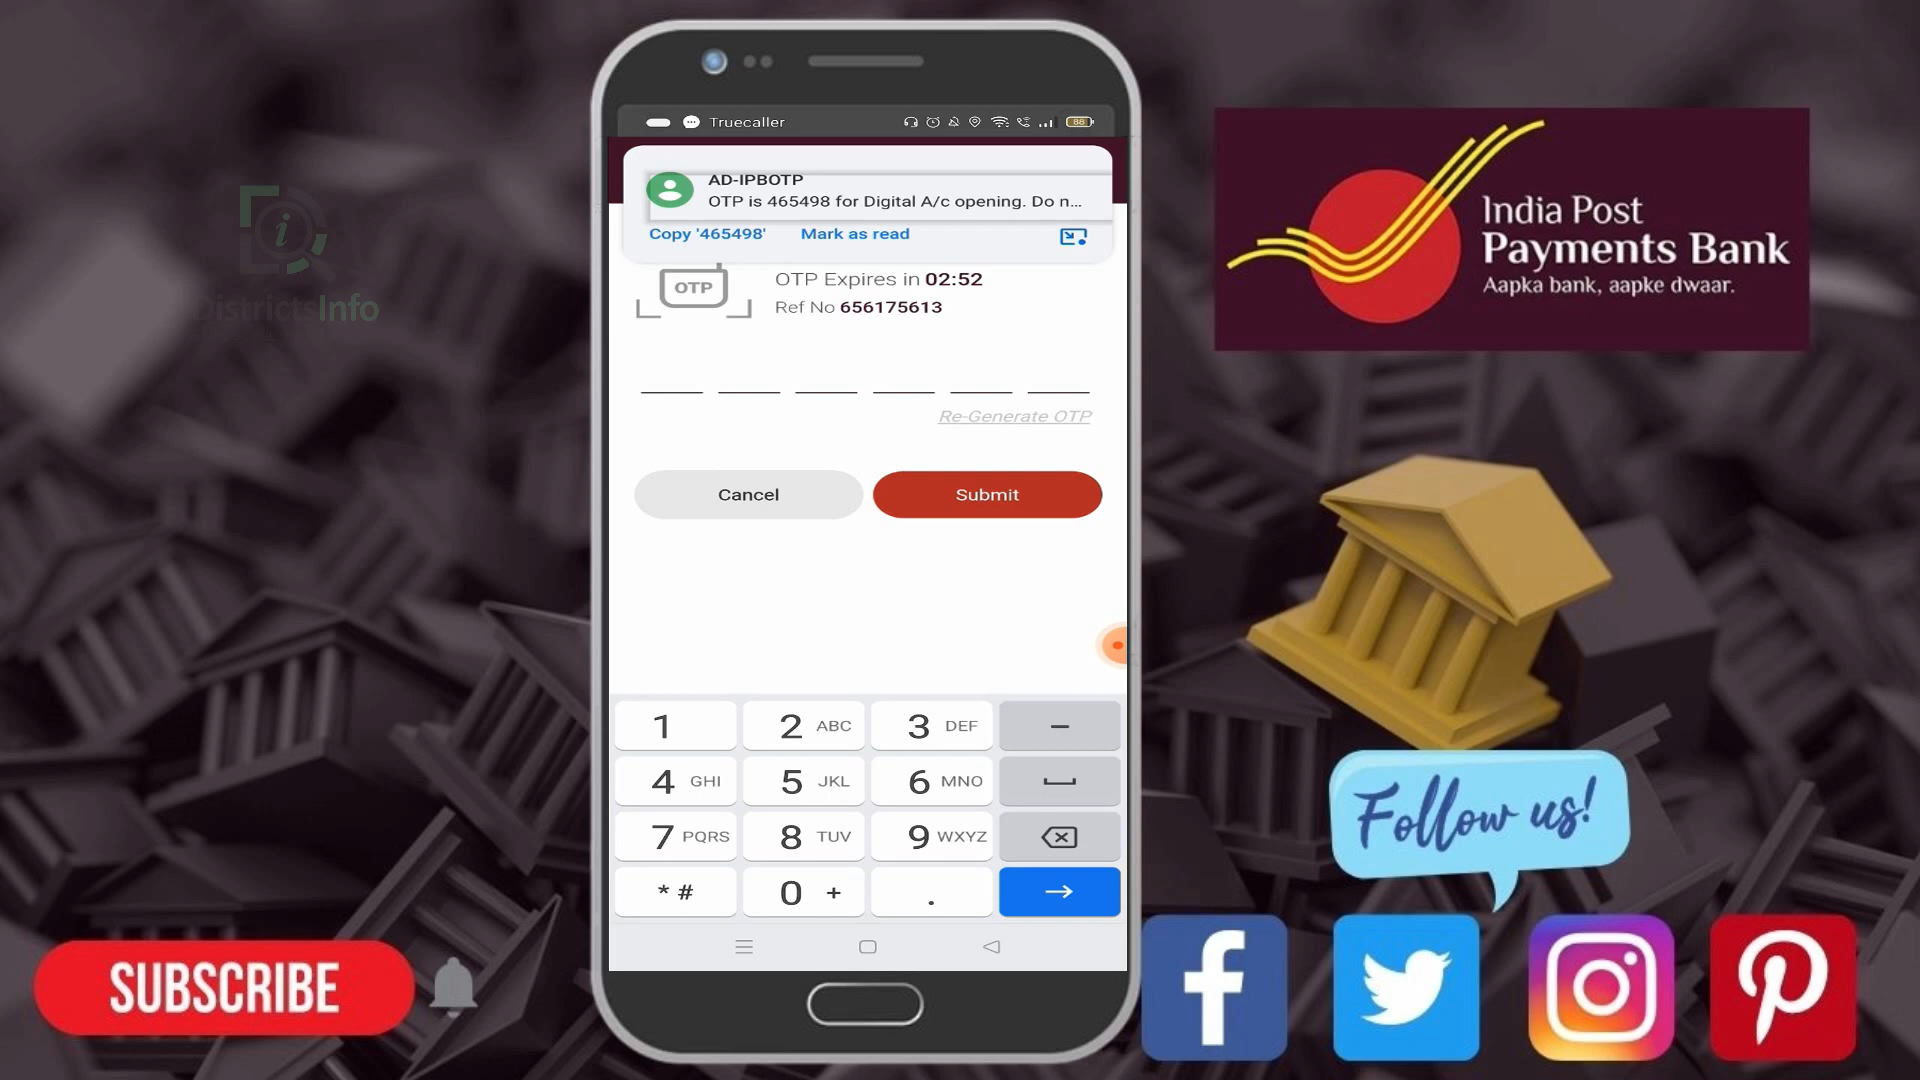 Truecaller
88
AD-IPBOTP
OTP is 465498 for Digital A/c opening. Do n...
Copy '465498' Mark as read
OTP
OTP Expires in 02:52
Ref No 656175613
Re-Generate OTP
Cancel Submit
1 2 ABC 3 DEF –
4 GHI 5 JKL 6 MNO
7 PQRS 8 TUV 9 WXYZ
* # 0 + .
DistrictsInfo
India Post
Payments Bank
Aapka bank, aapke dwaar.
Follow us!
SUBSCRIBE